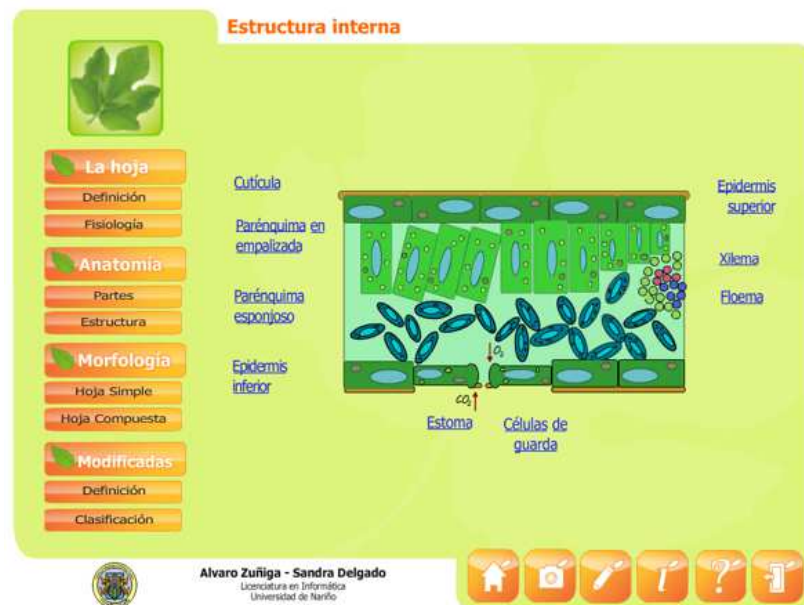 Estructura interna
La hoja
Definición
Fisiología
Anatomía
Partes
Estructura
Morfología
Hoja Simple
Hoja Compuesta
Modificadas
Definición
Clasificación
Cutícula
Parénquima en
empalizada
Parénquima
esponjoso
Epidermis
inferior
Epidermis
superior
Xilema
Floema
O₂
CO₂
Estoma
Células de
guarda
Alvaro Zuñiga - Sandra Delgado
Licenciatura en Informática
Universidad de Nariño
i
?